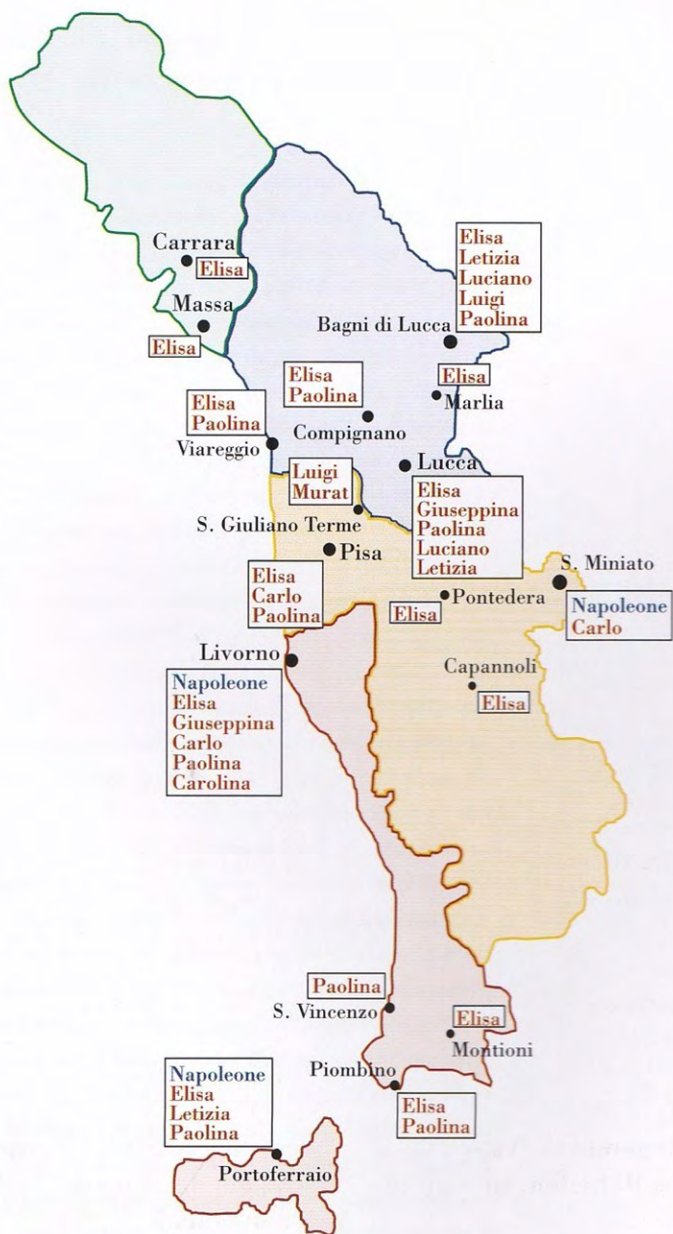 Carrara
Elisa
Massa
Elisa
Elisa
Letizia
Luciano
Luigi
Paolina
Bagni di Lucca
Elisa
Marlia
Elisa
Paolina
Compignano
Elisa
Paolina
Viareggio
Lucca
Elisa
Giuseppina
Paolina
Luciano
Letizia
Luigi
Murat
S. Giuliano Terme
Pisa
Elisa
Carlo
Paolina
S. Miniato
Napoleone
Carlo
Pontedera
Elisa
Livorno
Napoleone
Elisa
Giuseppina
Carlo
Paolina
Carolina
Capannoli
Elisa
Paolina
S. Vincenzo
Elisa
Montioni
Piombino
Elisa
Paolina
Napoleone
Elisa
Letizia
Paolina
Portoferraio